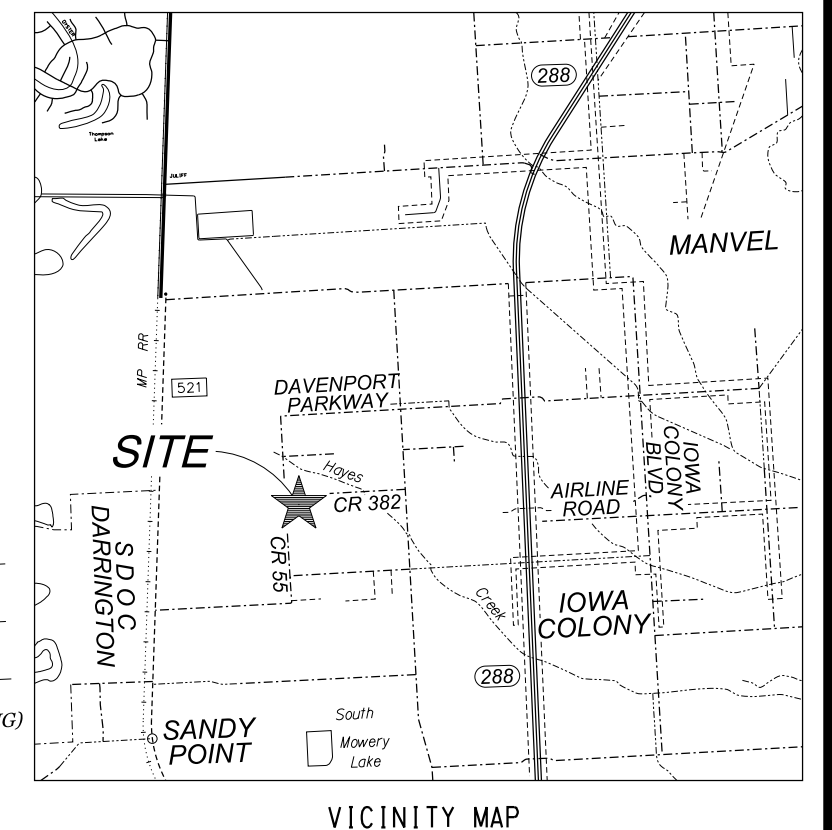 OYSTER
288
Thompson
Lake
JULIFF
MANVEL
MP RR
521
DAVENPORT
PARKWAY
SITE
Hayes
CR 382
IOWA
COLONY
BLVD
AIRLINE
ROAD
S D O C
DARRINGTON
CR 55
Creek
IOWA
COLONY
288
G)
SANDY
POINT
South
Mowery
Lake
VICINITY MAP